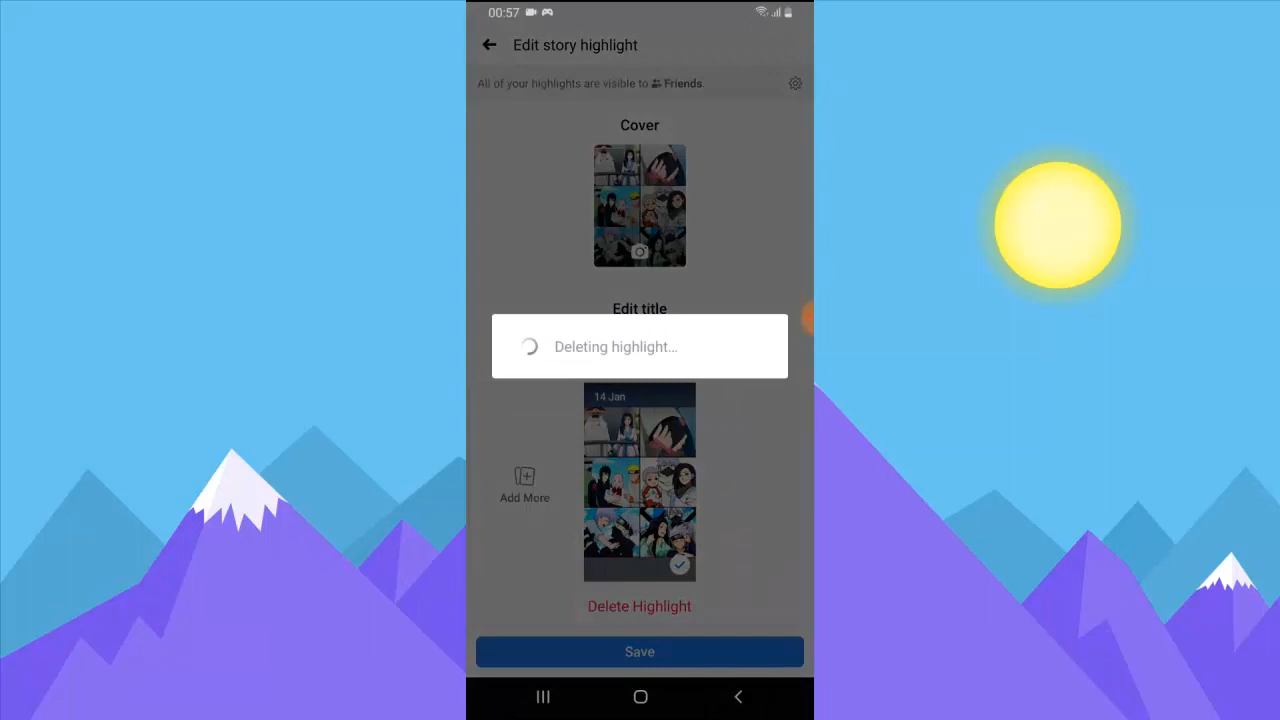 00:57
Edit story highlight
All of your highlights are visible to Friends.
Cover
Edit title
Deleting highlight...
14 Jan
Add More
Delete Highlight
Save